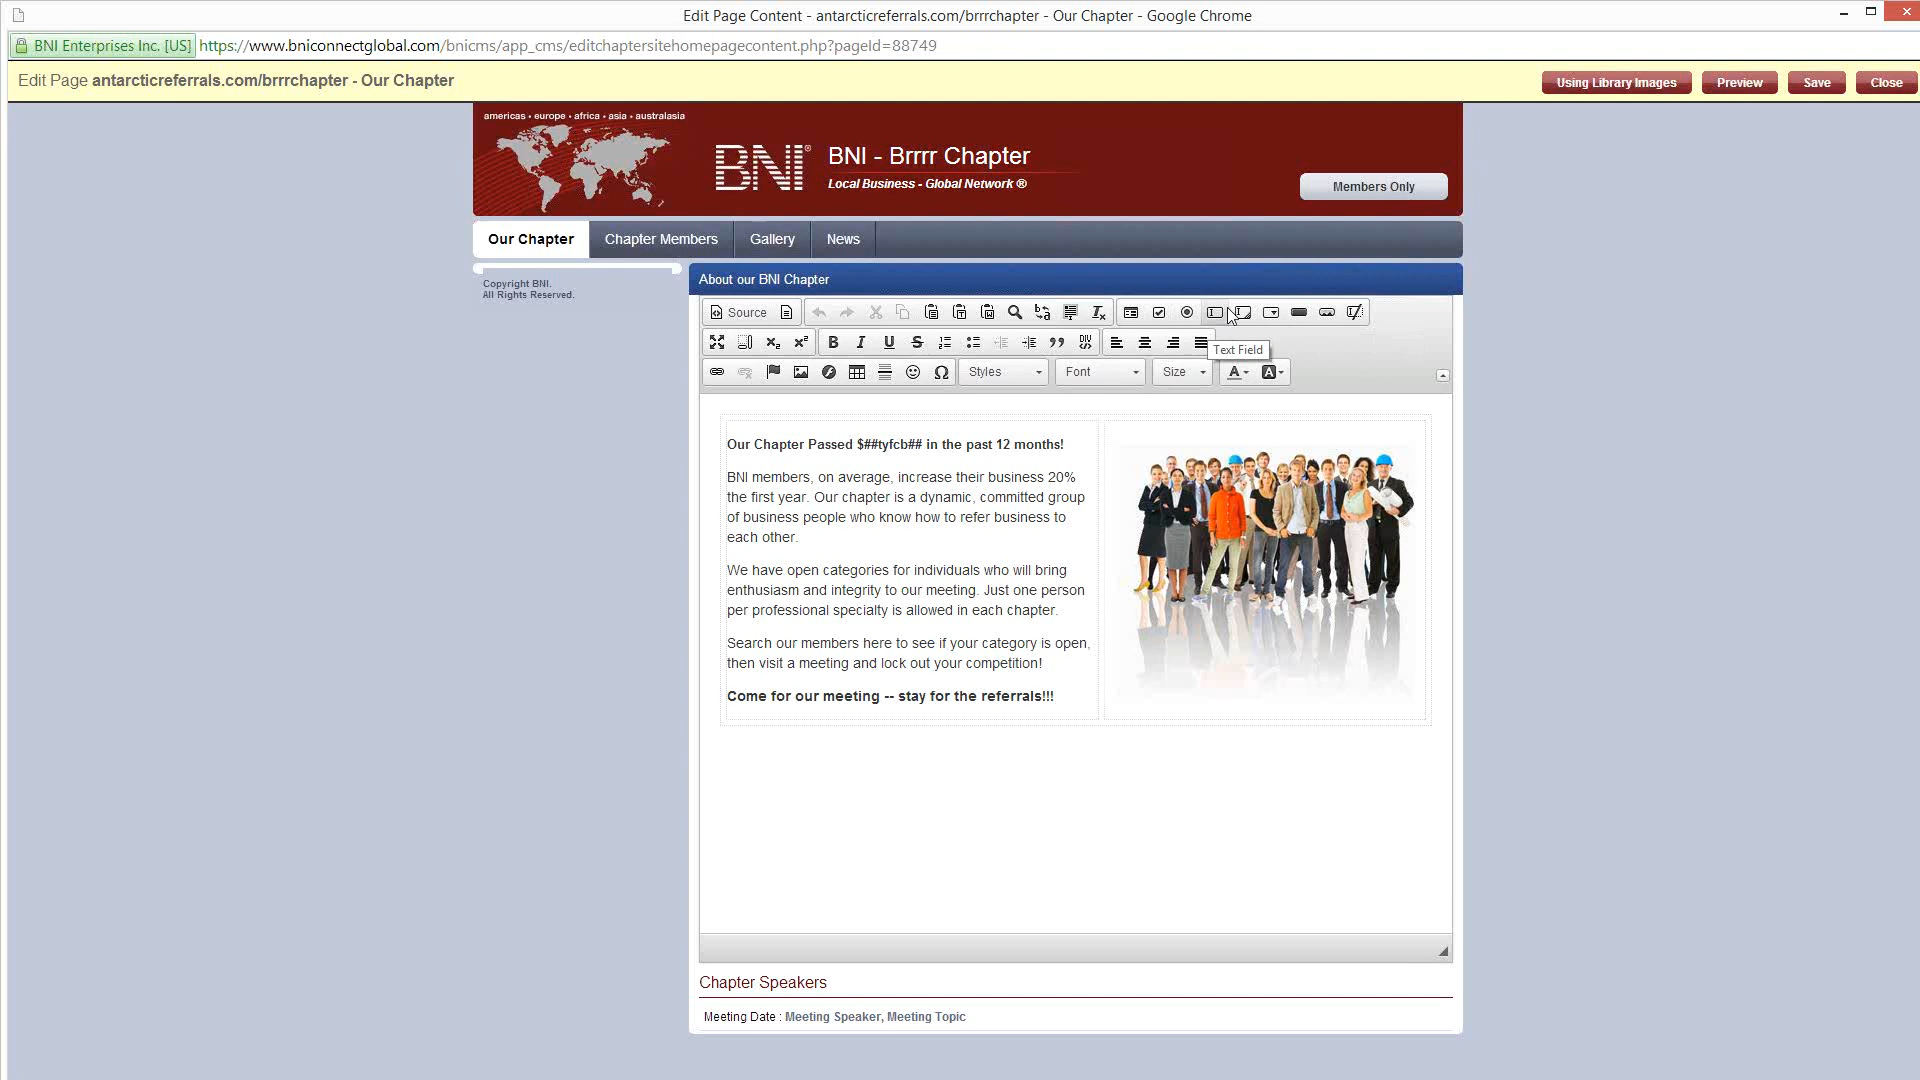 Edit Page Content - antarcticreferrals.com/brrrchapter - Our Chapter - Google Chrome
BNI Enterprises Inc. [US] https://www.bniconnectglobal.com/bnicms/app_cms/editchaptersitehomepagecontent.php?pageId=88749
Edit Page antarcticreferrals.com/brrrchapter - Our Chapter
Using Library Images Preview Save Close
americas • europe • africa • asia • australasia
BNI® BNI - Brrrr Chapter
Local Business - Global Network ®
Members Only
Our Chapter Chapter Members Gallery News
Copyright BNI.
All Rights Reserved.
About our BNI Chapter
Source
Text Field
Styles Font Size
Our Chapter Passed $##tyfcb## in the past 12 months!
BNI members, on average, increase their business 20%
the first year. Our chapter is a dynamic, committed group
of business people who know how to refer business to
each other.
We have open categories for individuals who will bring
enthusiasm and integrity to our meeting. Just one person
per professional specialty is allowed in each chapter.
Search our members here to see if your category is open,
then visit a meeting and lock out your competition!
Come for our meeting -- stay for the referrals!!!
Chapter Speakers
Meeting Date : Meeting Speaker, Meeting Topic